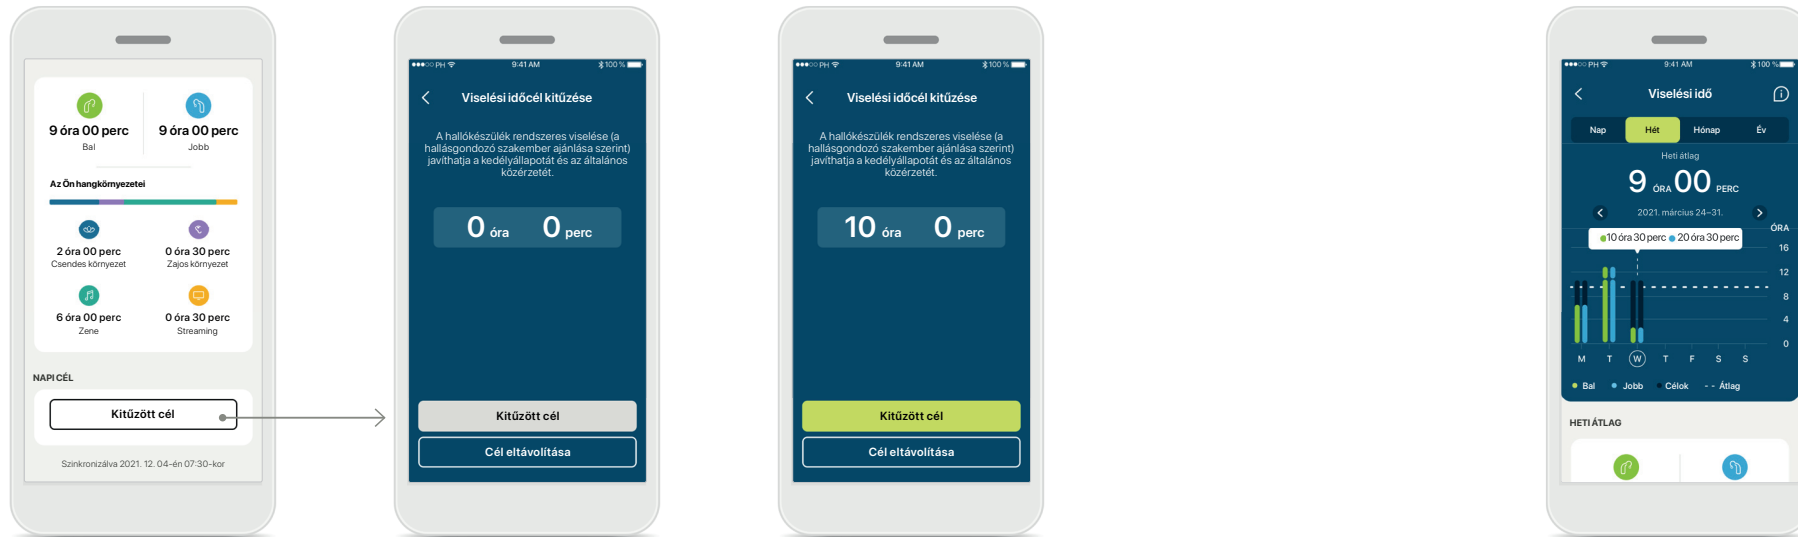 9 óra 00 perc
Bal
9 óra 00 perc
Jobb
Az Ön hangkörnyezetei
2 óra 00 perc
Csendes környezet
0 óra 30 perc
Zajos környezet
6 óra 00 perc
Zene
0 óra 30 perc
Streaming
NAPI CÉL
Kitűzött cél
Szinkronizálva 2021. 12. 04-én 07:30-kor
PH 9:41 AM 100 %
Viselési időcél kitűzése
A hallókészülék rendszeres viselése (a
hallásgondozó szakember ajánlása szerint)
javíthatja a kedélyállapotát és az általános
közérzetét.
0 óra 0 perc
Kitűzött cél
Cél eltávolítása
PH 9:41 AM 100 %
Viselési időcél kitűzése
A hallókészülék rendszeres viselése (a
hallásgondozó szakember ajánlása szerint)
javíthatja a kedélyállapotát és az általános
közérzetét.
10 óra 0 perc
Kitűzött cél
Cél eltávolítása
PH 9:41 AM 100 %
Viselési idő
Nap Hét Hónap Év
Heti átlag
9 ÓRA 00 PERC
2021. március 24–31.
ÓRA
10 óra 30 perc 20 óra 30 perc
16
12
8
4
0
M T W T F S S
Bal Jobb Célok - - Átlag
HETI ÁTLAG